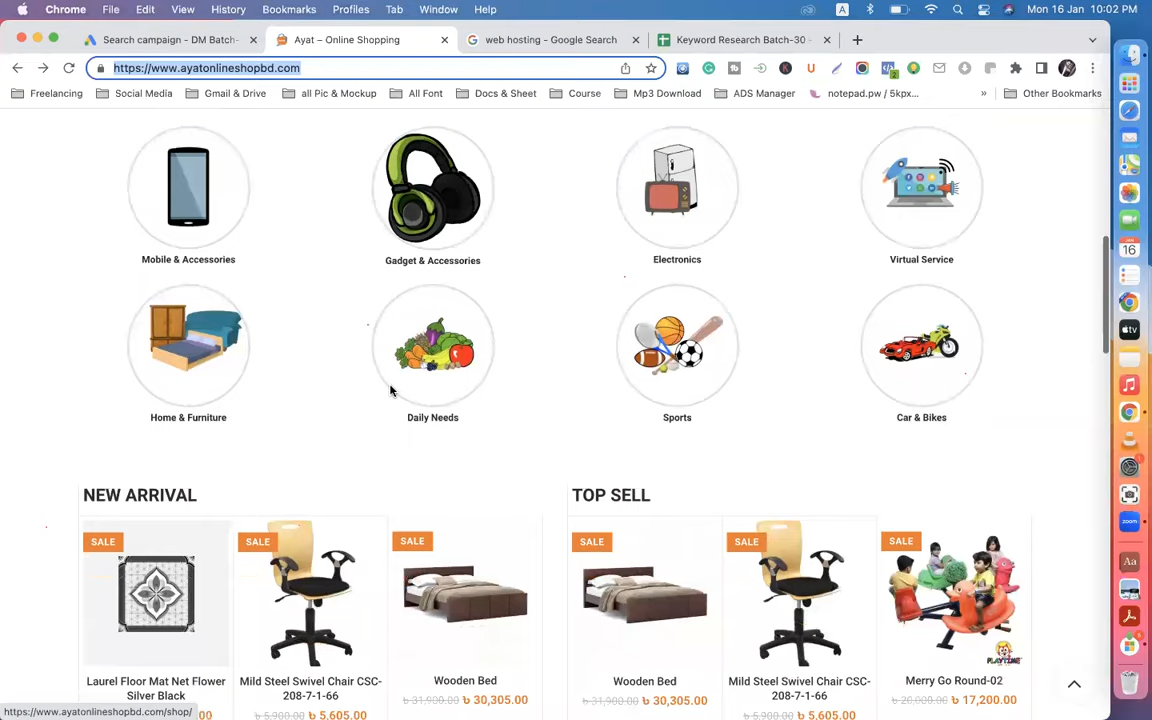 Chrome File Edit View History Bookmarks Profiles Tab Window Help A Mon 16 Jan 10:02 PM
Search campaign - DM Batch- Ayat – Online Shopping web hosting - Google Search Keyword Research Batch-30 -
https://www.ayatonlineshopbd.com
Freelancing Social Media Gmail & Drive all Pic & Mockup All Font Docs & Sheet Course Mp3 Download ADS Manager notepad.pw / 5kpx... » Other Bookmarks
Mobile & Accessories Gadget & Accessories Electronics Virtual Service
Home & Furniture Daily Needs Sports Car & Bikes
NEW ARRIVAL TOP SELL
SALE SALE SALE SALE SALE SALE
PLAYTIME
Laurel Floor Mat Net Flower Silver Black
Mild Steel Swivel Chair CSC-208-7-1-66
৳ 5,900.00 ৳ 5,605.00
Wooden Bed
৳ 31,900.00 ৳ 30,305.00
Wooden Bed
৳ 31,900.00 ৳ 30,305.00
Mild Steel Swivel Chair CSC-208-7-1-66
৳ 5,900.00 ৳ 5,605.00
Merry Go Round-02
৳ 20,000.00 ৳ 17,200.00
https://www.ayatonlineshopbd.com/shop/